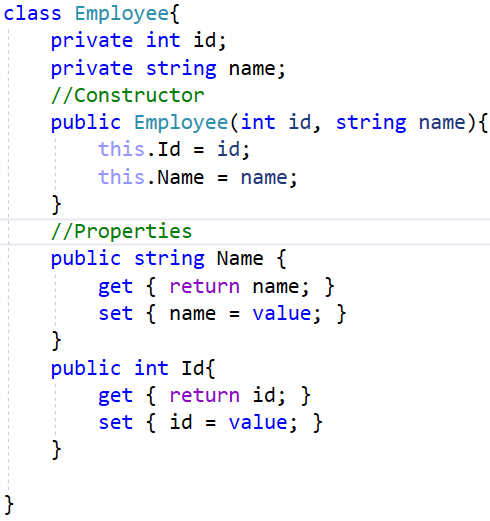 class Employee{
    private int id;
    private string name;
    //Constructor
    public Employee(int id, string name){
        this.Id = id;
        this.Name = name;
    }
    //Properties
    public string Name {
        get { return name; }
        set { name = value; }
    }
    public int Id{
        get { return id; }
        set { id = value; }
    }
}